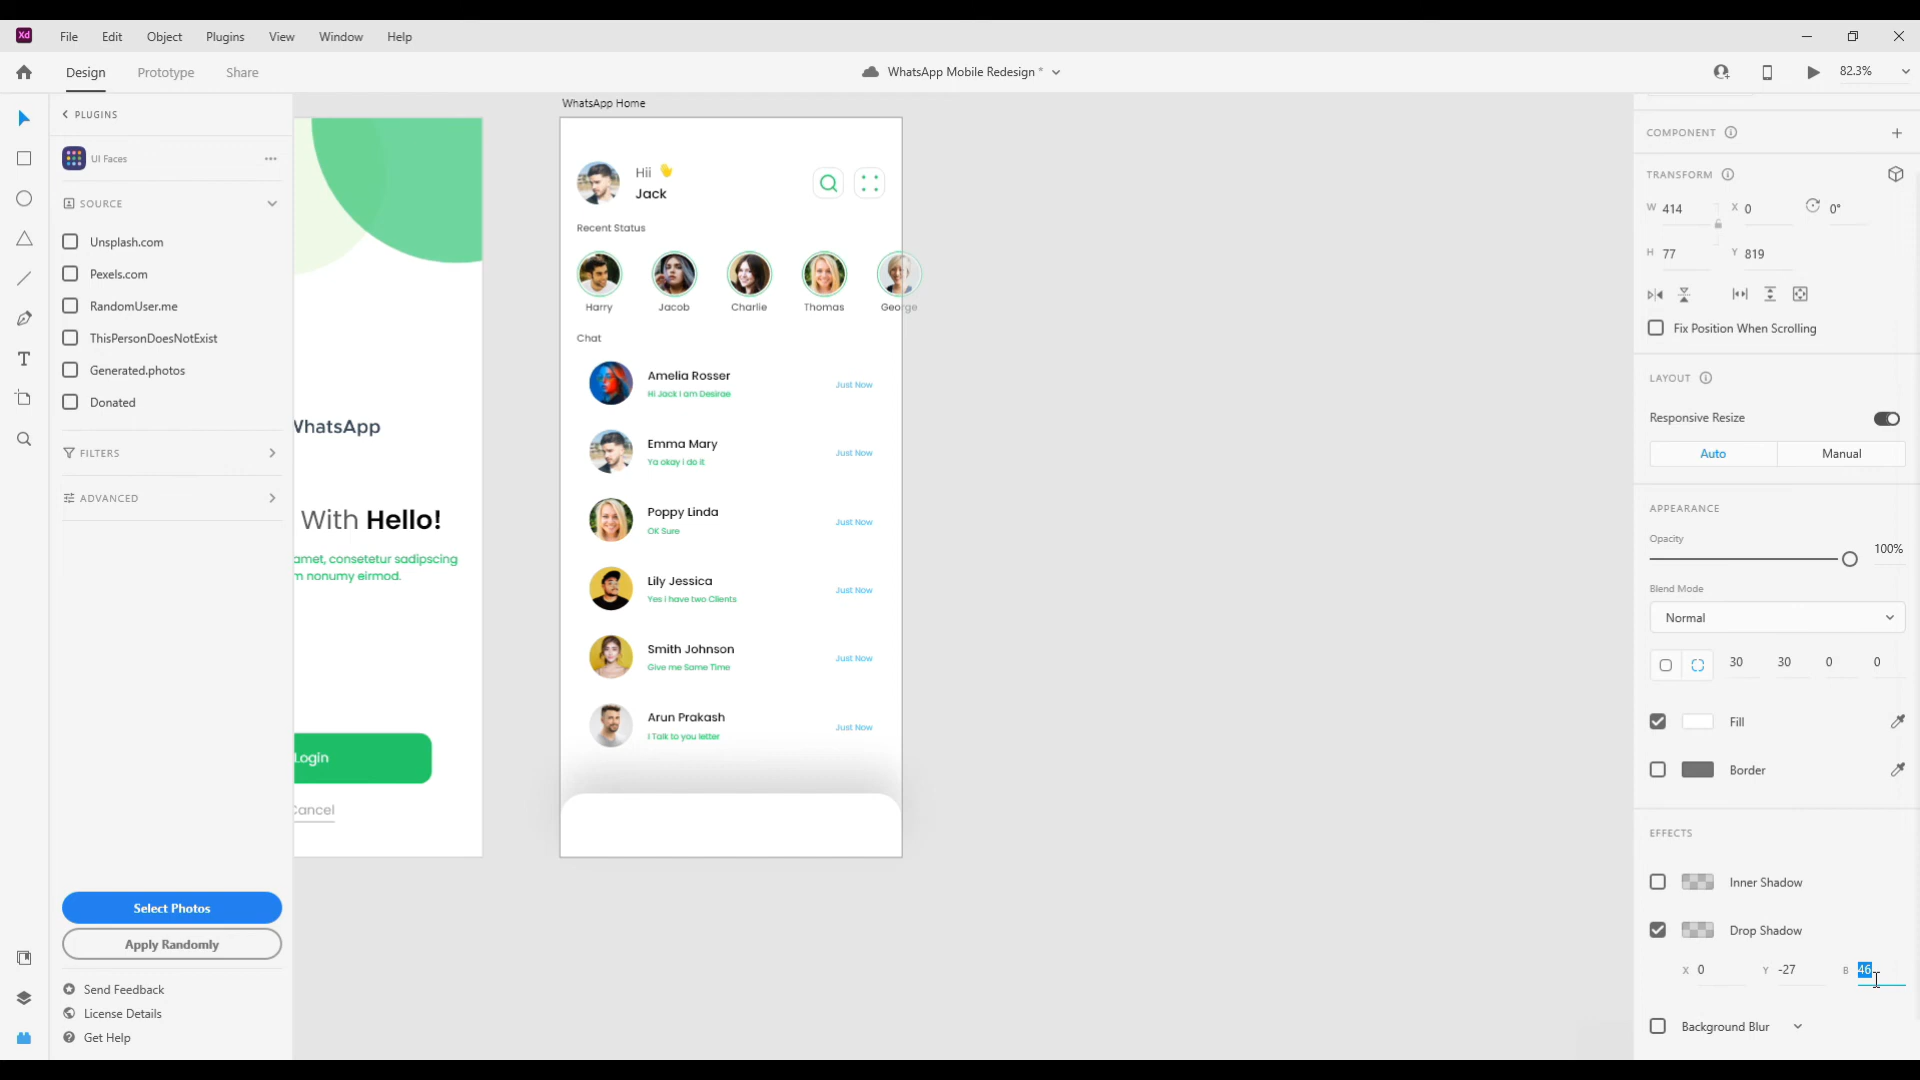 Xd File Edit Object Plugins View Window Help
Design Prototype Share WhatsApp Mobile Redesign * 82.3%
PLUGINS
UI Faces
SOURCE
Unsplash.com
Pexels.com
RandomUser.me
ThisPersonDoesNotExist
Generated.photos
Donated
FILTERS
ADVANCED
Select Photos
Apply Randomly
Send Feedback
License Details
Get Help
WhatsApp
With Hello!
amet, consetetur sadipscing
m nonumy eirmod.
Login
Cancel
WhatsApp Home
Hii
Jack
Recent Status
Harry Jacob Charlie Thomas George
Chat
Amelia Rosser
Hi Jack I am Desirae
Just Now
Emma Mary
Ya okay i do it
Just Now
Poppy Linda
OK Sure
Just Now
Lily Jessica
Yes i have two Clients
Just Now
Smith Johnson
Give me Same Time
Just Now
Arun Prakash
I Talk to you letter
Just Now
COMPONENT
TRANSFORM
W 414 X 0 0°
H 77 Y 819
Fix Position When Scrolling
LAYOUT
Responsive Resize
Auto Manual
APPEARANCE
Opacity
100%
Blend Mode
Normal
30 30 0 0
Fill
Border
EFFECTS
Inner Shadow
Drop Shadow
X 0 Y -27 B 46
Background Blur